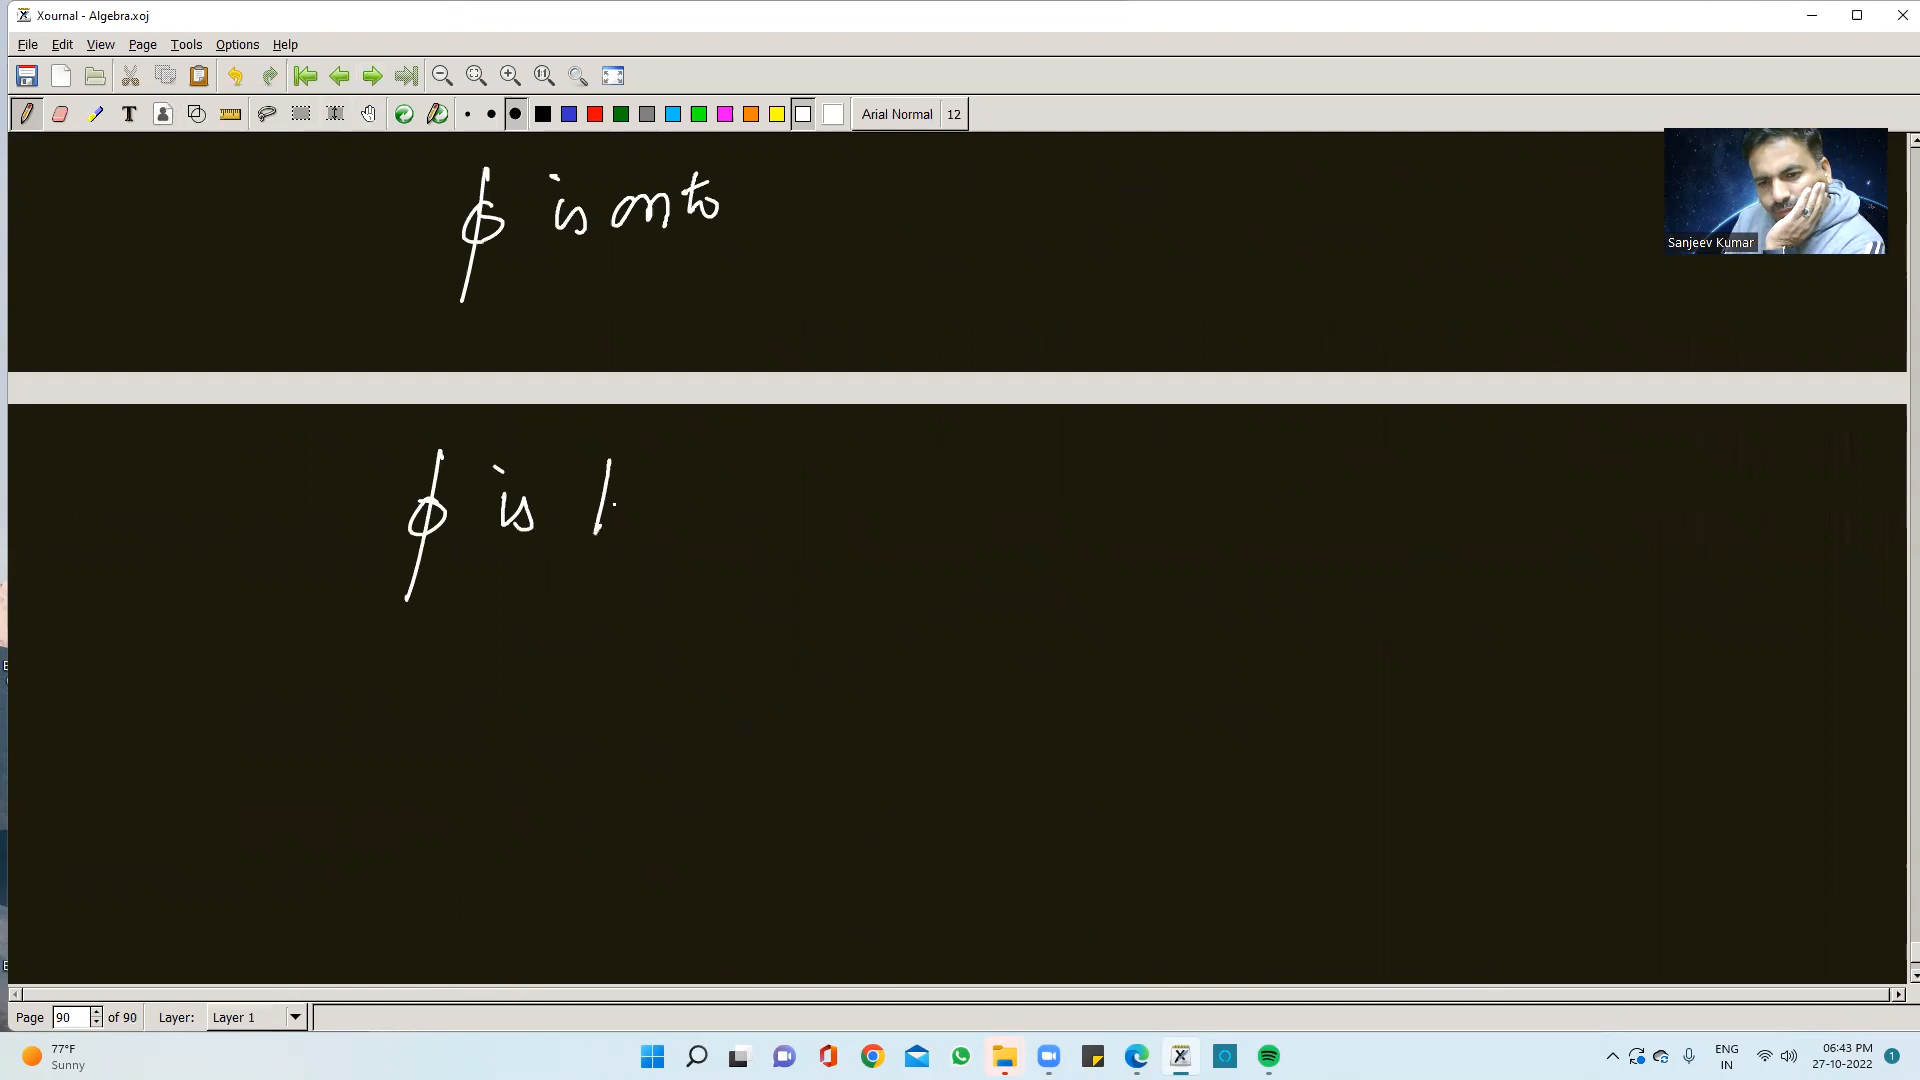 Xournal - Algebra.xoj
File Edit View Page Tools Options Help
Arial Normal 12
ϕ is onto
Sanjeev Kumar
ϕ is 1
Page 90 of 90 Layer: Layer 1
77°F
Sunny
ENG
IN
06:43 PM
27-10-2022
1